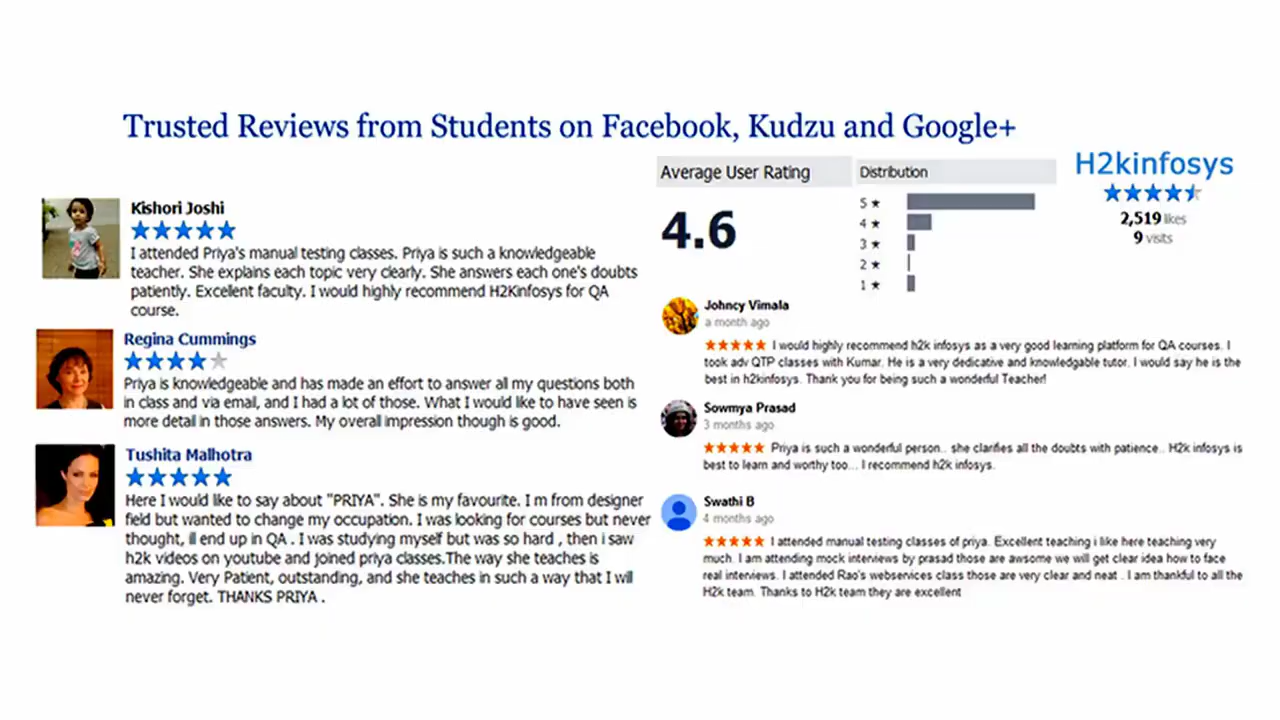 Trusted Reviews from Students on Facebook, Kudzu and Google+
Kishori Joshi
I attended Priya's manual testing classes. Priya is such a knowledgeable
teacher. She explains each topic very clearly. She answers each one's doubts
patiently. Excellent faculty. I would highly recommend H2Kinfosys for QA
course.
Regina Cummings
Priya is knowledgeable and has made an effort to answer all my questions both
in class and via email, and I had a lot of those. What I would like to have seen is
more detail in those answers. My overall impression though is good.
Tushita Malhotra
Here I would like to say about "PRIYA". She is my favourite. I m from designer
field but wanted to change my occupation. I was looking for courses but never
thought, ill end up in QA . I was studying myself but was so hard , then i saw
h2k videos on youtube and joined priya classes.The way she teaches is
amazing. Very Patient, outstanding, and she teaches in such a way that I will
never forget. THANKS PRIYA .
Average User Rating
4.6
Distribution
5 ★
4 ★
3 ★
2 ★
1 ★
H2kinfosys
2,519 likes
9 visits
Johncy Vimala
a month ago
★★★★★ I would highly recommend h2k infosys as a very good learning platform for QA courses. I
took adv QTP classes with Kumar. He is a very dedicative and knowledgable tutor. I would say he is the
best in h2kinfosys. Thank you for being such a wonderful Teacher!
Sowmya Prasad
3 months ago
★★★★★ Priya is such a wonderful person.. she clarifies all the doubts with patience.. H2k infosys is
best to learn and worthy too... I recommend h2k infosys.
Swathi B
4 months ago
★★★★★ I attended manual testing classes of priya. Excellent teaching i like here teaching very
much. I am attending mock interviews by prasad those are awsome we will get clear idea how to face
real interviews. I attended Rao's webservices class those are very clear and neat . I am thankful to all the
H2k team. Thanks to H2k team they are excellent